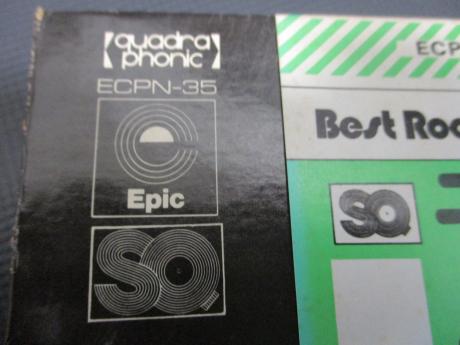 quadra
phonic
ECPN-35
Epic
SQ
ECP
Best Roc
SQ